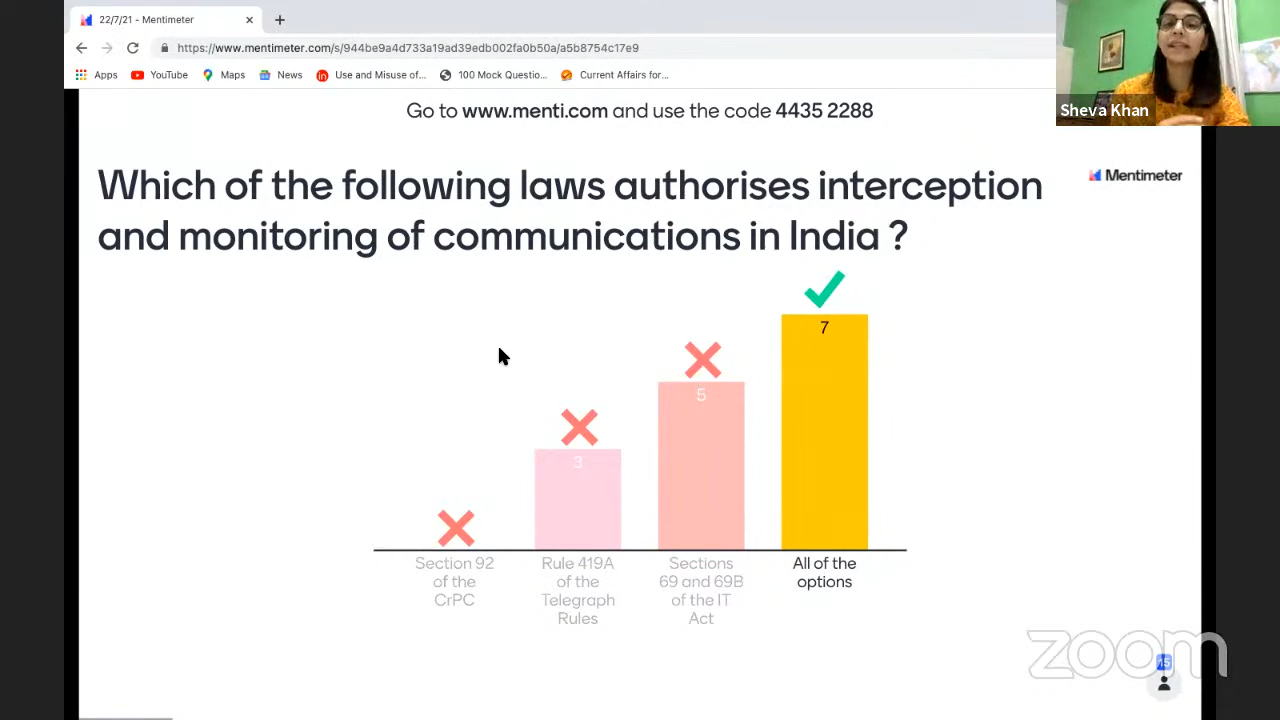 22/7/21 - Mentimeter
https://www.mentimeter.com/s/944be9a4d733a19ad39edb002fa0b50a/a5b8754c17e9
Apps YouTube Maps News Use and Misuse of... 100 Mock Questio... Current Affairs for...
Sheva Khan
Go to www.menti.com and use the code 4435 2288
Mentimeter
Which of the following laws authorises interception
and monitoring of communications in India ?
7
5
3
Section 92
of the
CrPC
Rule 419A
of the
Telegraph
Rules
Sections
69 and 69B
of the IT
Act
All of the
options
zoom
15